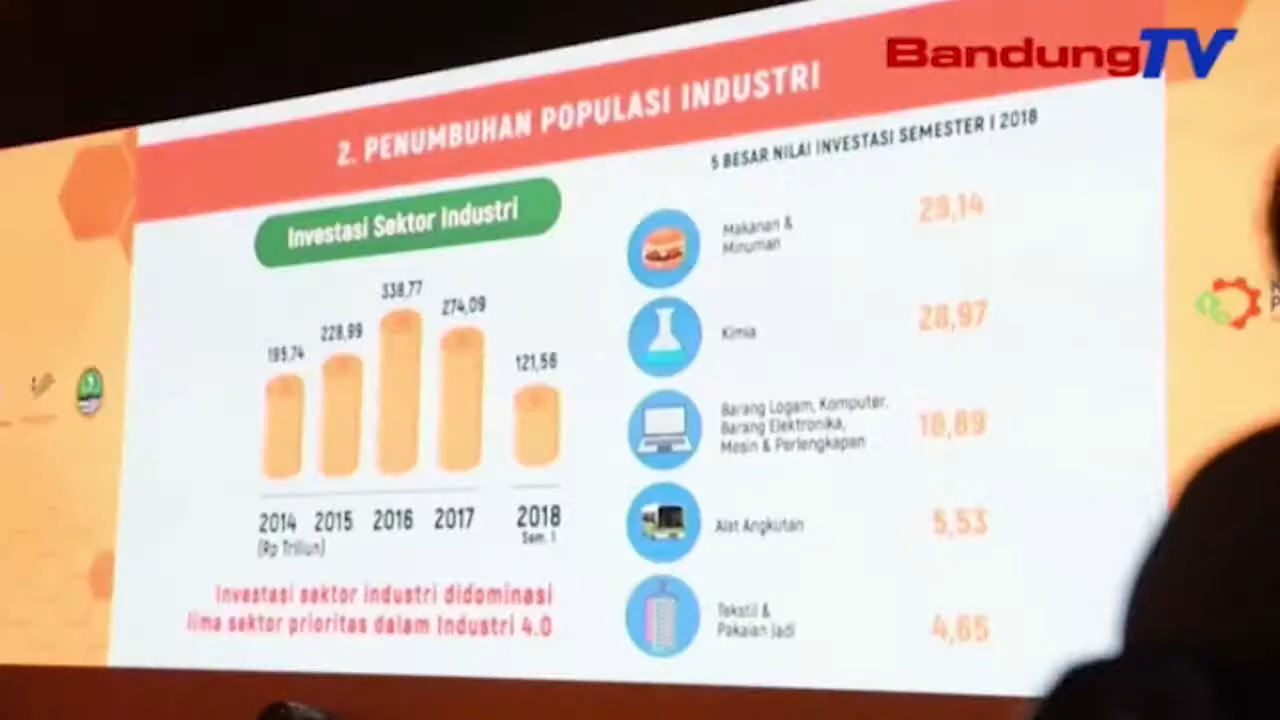 BandungTV
2. PENUMBUHAN POPULASI INDUSTRI
Investasi Sektor Industri
195,74
228,99
338,77
274,09
121,56
2014 2015 2016 2017 2018
(Rp Triliun)
Sem. 1
Investasi sektor industri didominasi
lima sektor prioritas dalam Industri 4.0
5 BESAR NILAI INVESTASI SEMESTER I 2018
Makanan &
Minuman
29,14
Kimia
28,97
Barang Logam, Komputer,
Barang Elektronika,
Mesin & Perlengkapan
18,89
Alat Angkutan
5,53
Tekstil &
Pakaian Jadi
4,65